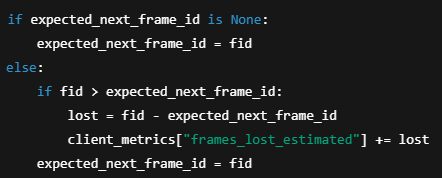 if expected_next_frame_id is None:
    expected_next_frame_id = fid
else:
    if fid > expected_next_frame_id:
        lost = fid - expected_next_frame_id
        client_metrics["frames_lost_estimated"] += lost
    expected_next_frame_id = fid